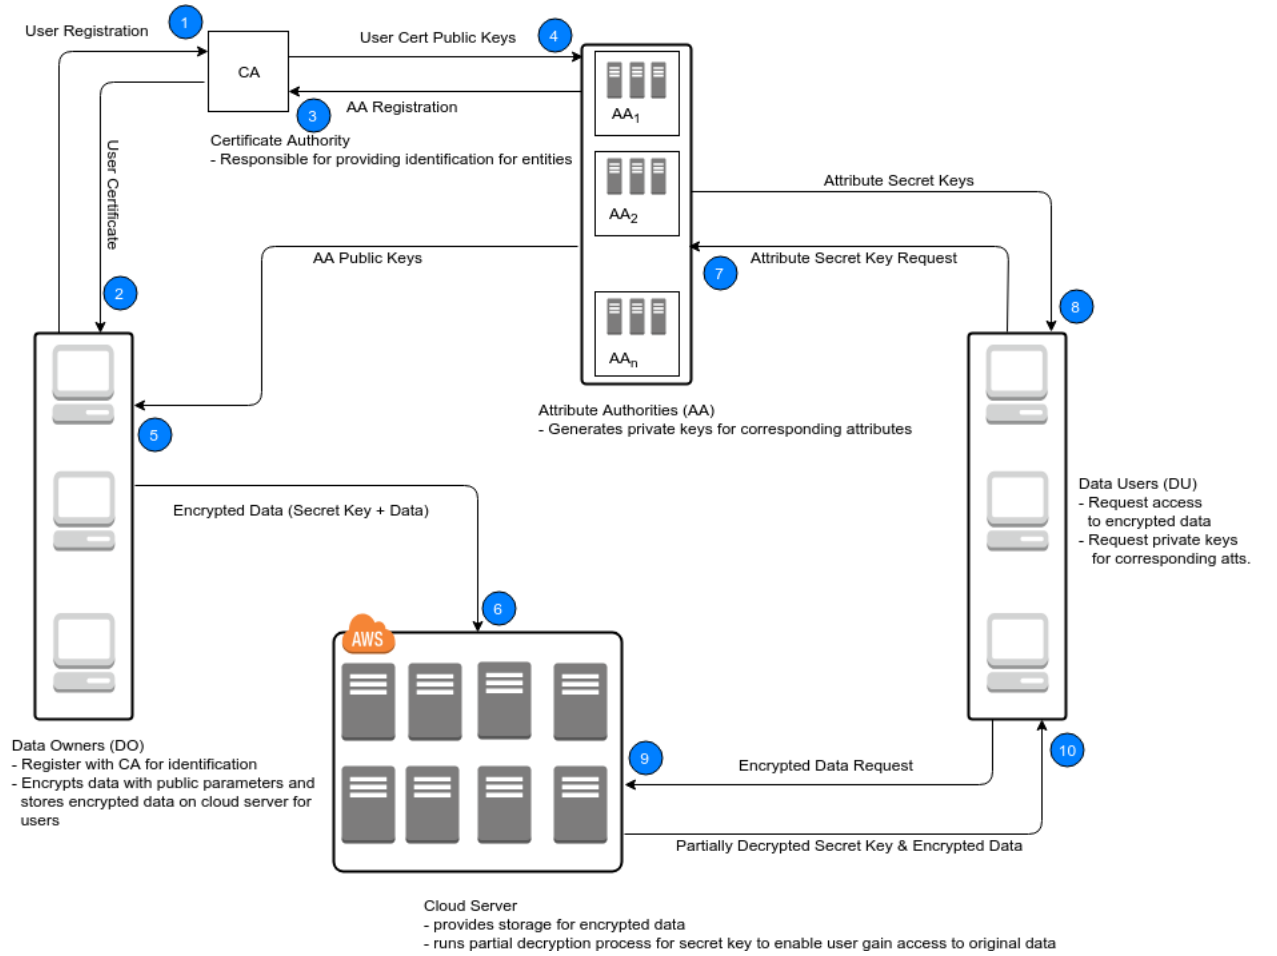 User Registration
1
CA
User Cert Public Keys
4
AA Registration
3
Certificate Authority
- Responsible for providing identification for entities
User Certificate
2
AA1
AA2
AAn
Attribute Secret Keys
AA Public Keys
Attribute Secret Key Request
7
8
5
Attribute Authorities (AA)
- Generates private keys for corresponding attributes
Encrypted Data (Secret Key + Data)
6
AWS
Data Users (DU)
- Request access
to encrypted data
- Request private keys
for corresponding atts.
Data Owners (DO)
- Register with CA for identification
- Encrypts data with public parameters and
stores encrypted data on cloud server for
users
9
Encrypted Data Request
10
Partially Decrypted Secret Key & Encrypted Data
Cloud Server
- provides storage for encrypted data
- runs partial decryption process for secret key to enable user gain access to original data